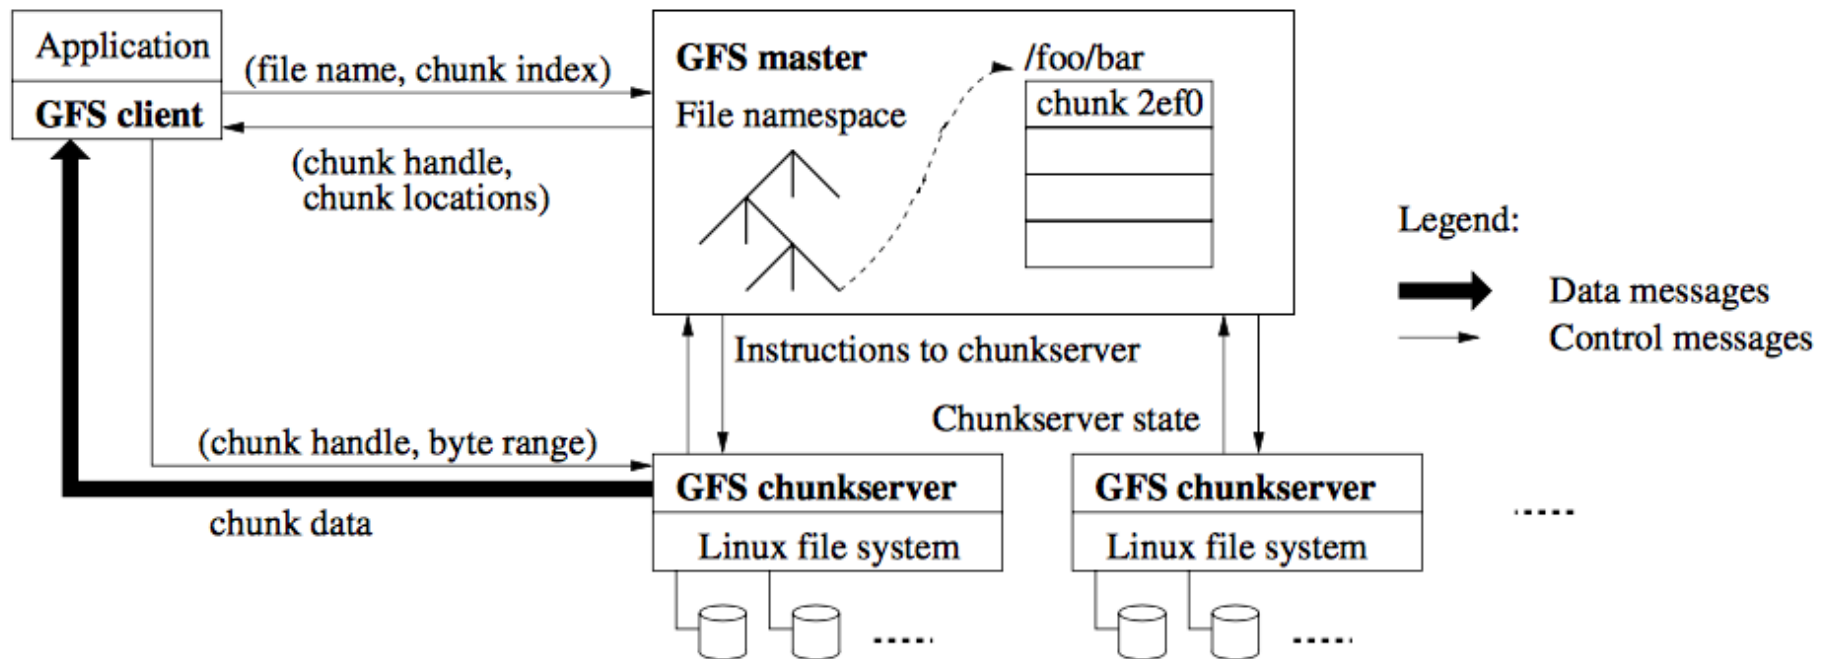 Application
GFS client
(file name, chunk index)
(chunk handle,
chunk locations)
GFS master
File namespace
/foo/bar
chunk 2ef0
Legend:
Data messages
Control messages
Instructions to chunkserver
Chunkserver state
(chunk handle, byte range)
chunk data
GFS chunkserver
Linux file system
GFS chunkserver
Linux file system